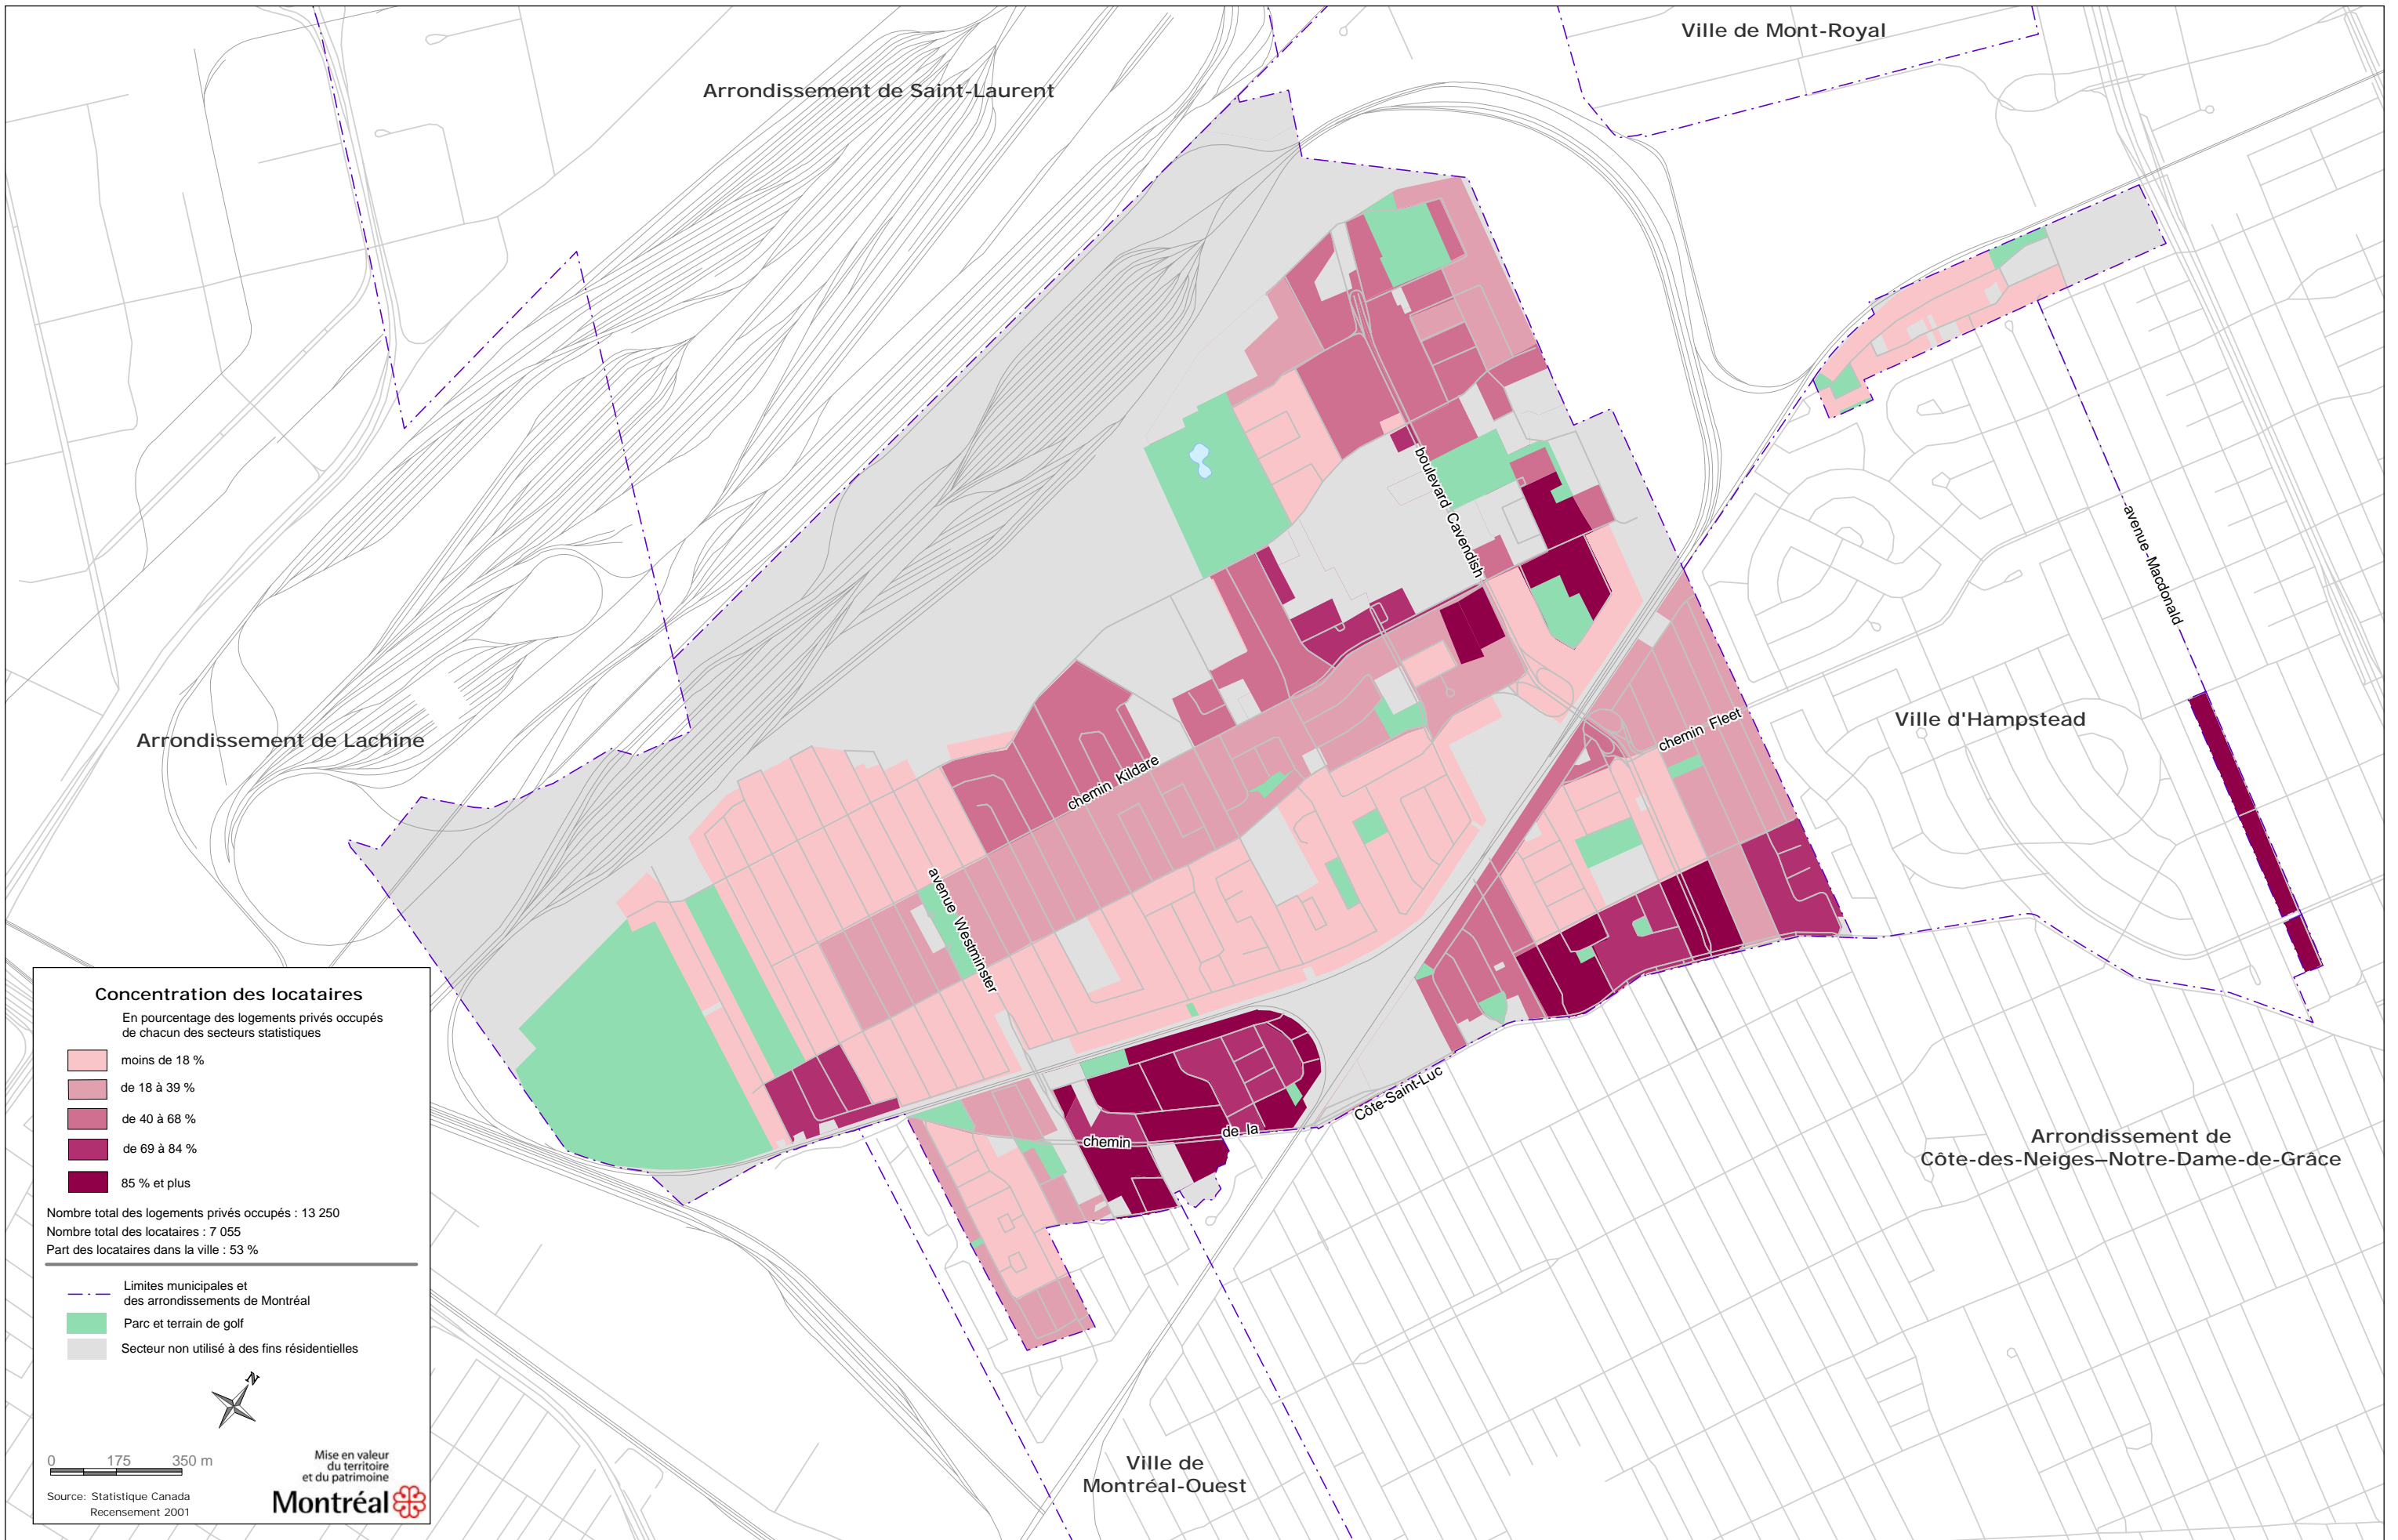 Ville de Mont-Royal
Arrondissement de Saint-Laurent
boulevard Cavendish
avenue Macdonald
Arrondissement de Lachine
Ville d'Hampstead
chemin Fleet
chemin Kildare
avenue Westminster
chemin de la Côte-Saint-Luc
Arrondissement de
Côte-des-Neiges–Notre-Dame-de-Grâce
Ville de
Montréal-Ouest
Concentration des locataires
En pourcentage des logements privés occupés
de chacun des secteurs statistiques
moins de 18 %
de 18 à 39 %
de 40 à 68 %
de 69 à 84 %
85 % et plus
Nombre total des logements privés occupés : 13 250
Nombre total des locataires : 7 055
Part des locataires dans la ville : 53 %
Limites municipales et
des arrondissements de Montréal
Parc et terrain de golf
Secteur non utilisé à des fins résidentielles
N
0 175 350 m
Source: Statistique Canada
Recensement 2001
Mise en valeur
du territoire
et du patrimoine
Montréal